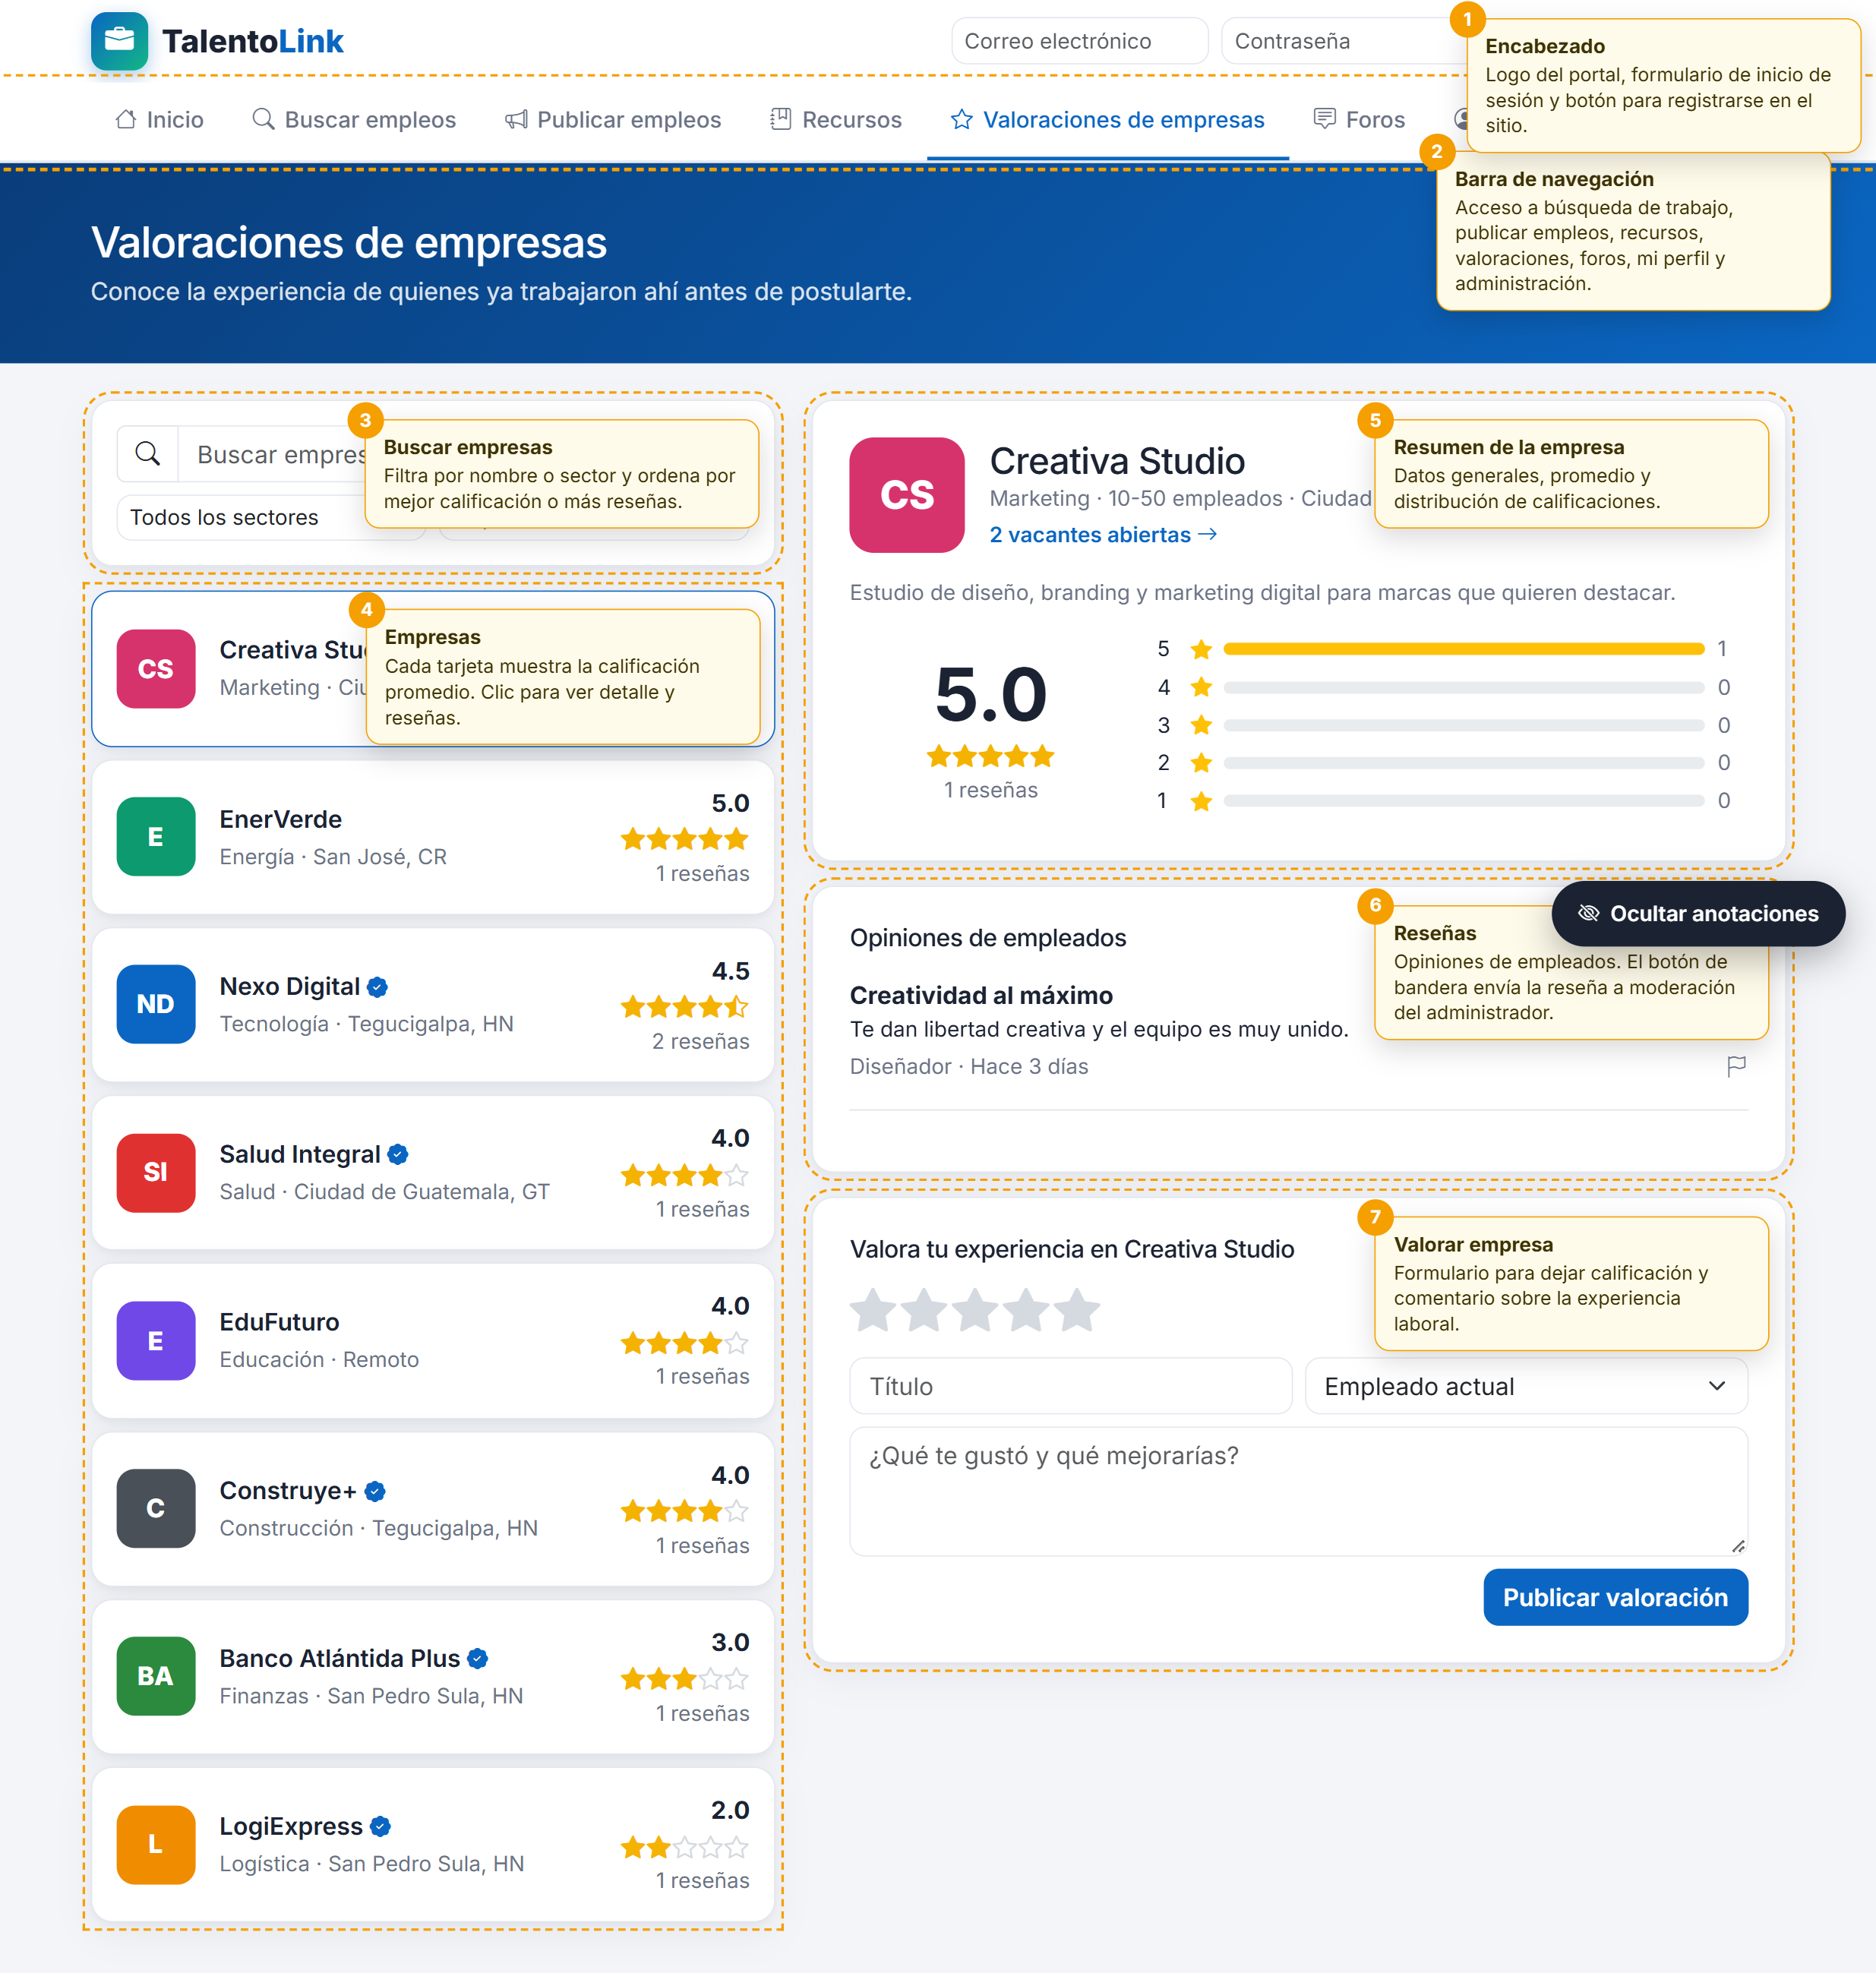 TalentoLink
Correo electrónico
Contraseña
1
Encabezado
Logo del portal, formulario de inicio de
sesión y botón para registrarse en el
sitio.
Inicio
Buscar empleos
Publicar empleos
Recursos
Valoraciones de empresas
Foros
2
Barra de navegación
Acceso a búsqueda de trabajo,
publicar empleos, recursos,
valoraciones, foros, mi perfil y
administración.
Valoraciones de empresas
Conoce la experiencia de quienes ya trabajaron ahí antes de postularte.
Buscar empres
Todos los sectores
3
Buscar empresas
Filtra por nombre o sector y ordena por
mejor calificación o más reseñas.
CS
Creativa Stu
Marketing · Ciu
4
Empresas
Cada tarjeta muestra la calificación
promedio. Clic para ver detalle y
reseñas.
E
EnerVerde
Energía · San José, CR
5.0
1 reseñas
ND
Nexo Digital
Tecnología · Tegucigalpa, HN
4.5
2 reseñas
SI
Salud Integral
Salud · Ciudad de Guatemala, GT
4.0
1 reseñas
E
EduFuturo
Educación · Remoto
4.0
1 reseñas
C
Construye+
Construcción · Tegucigalpa, HN
4.0
1 reseñas
BA
Banco Atlántida Plus
Finanzas · San Pedro Sula, HN
3.0
1 reseñas
L
LogiExpress
Logística · San Pedro Sula, HN
2.0
1 reseñas
CS
Creativa Studio
Marketing · 10-50 empleados · Ciudad
2 vacantes abiertas →
5
Resumen de la empresa
Datos generales, promedio y
distribución de calificaciones.
Estudio de diseño, branding y marketing digital para marcas que quieren destacar.
5.0
1 reseñas
5 1
4 0
3 0
2 0
1 0
Ocultar anotaciones
Opiniones de empleados
6
Reseñas
Opiniones de empleados. El botón de
bandera envía la reseña a moderación
del administrador.
Creatividad al máximo
Te dan libertad creativa y el equipo es muy unido.
Diseñador · Hace 3 días
Valora tu experiencia en Creativa Studio
7
Valorar empresa
Formulario para dejar calificación y
comentario sobre la experiencia
laboral.
Título
Empleado actual
¿Qué te gustó y qué mejorarías?
Publicar valoración